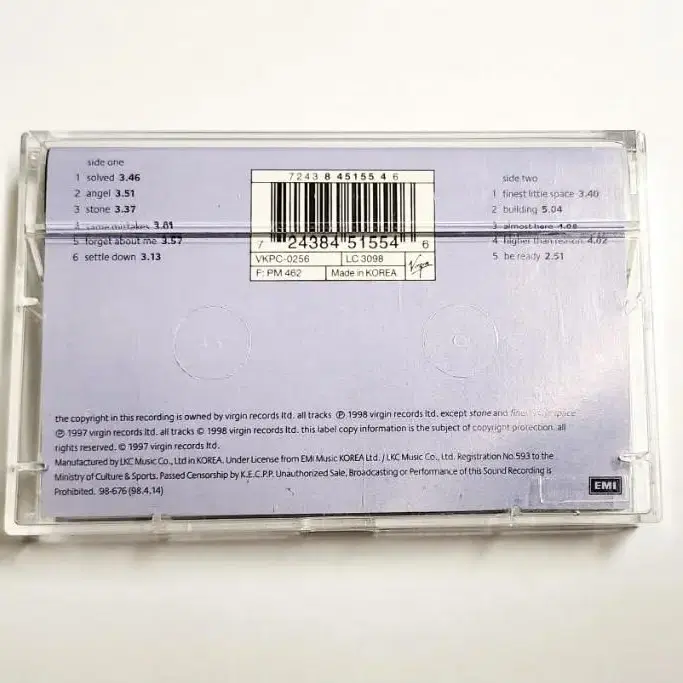 side one
1 solved 3.46
2 angel 3.51
3 stone 3.37
4 same mistakes 3.01
5 forget about me 3.57
6 settle down 3.13
7243 8 45155 4 6
7 24384 51554 6
VKPC-0256 LC 3098
F: PM 462 Made in KOREA Virgin
side two
1 finest little space 3.40
2 building 5.04
3 almost here 4.08
4 higher than reason 4.02
5 be ready 2.51
the copyright in this recording is owned by virgin records ltd. all tracks ℗ 1998 virgin records ltd. except stone and finest little space
℗ 1997 virgin records ltd. all tracks © 1998 virgin records ltd. this label copy information is the subject of copyright protection. all
rights reserved. © 1997 virgin records ltd.
Manufactured by LKC Music Co., Ltd in KOREA. Under License from EMI Music KOREA Ltd. / LKC Music Co., Ltd. Registration No. 593 to the
Ministry of Culture & Sports. Passed Censorship by K.E.C.P.P. Unauthorized Sale, Broadcasting or Performance of this Sound Recording is
Prohibited. 98-676 (98.4.14)
EMI